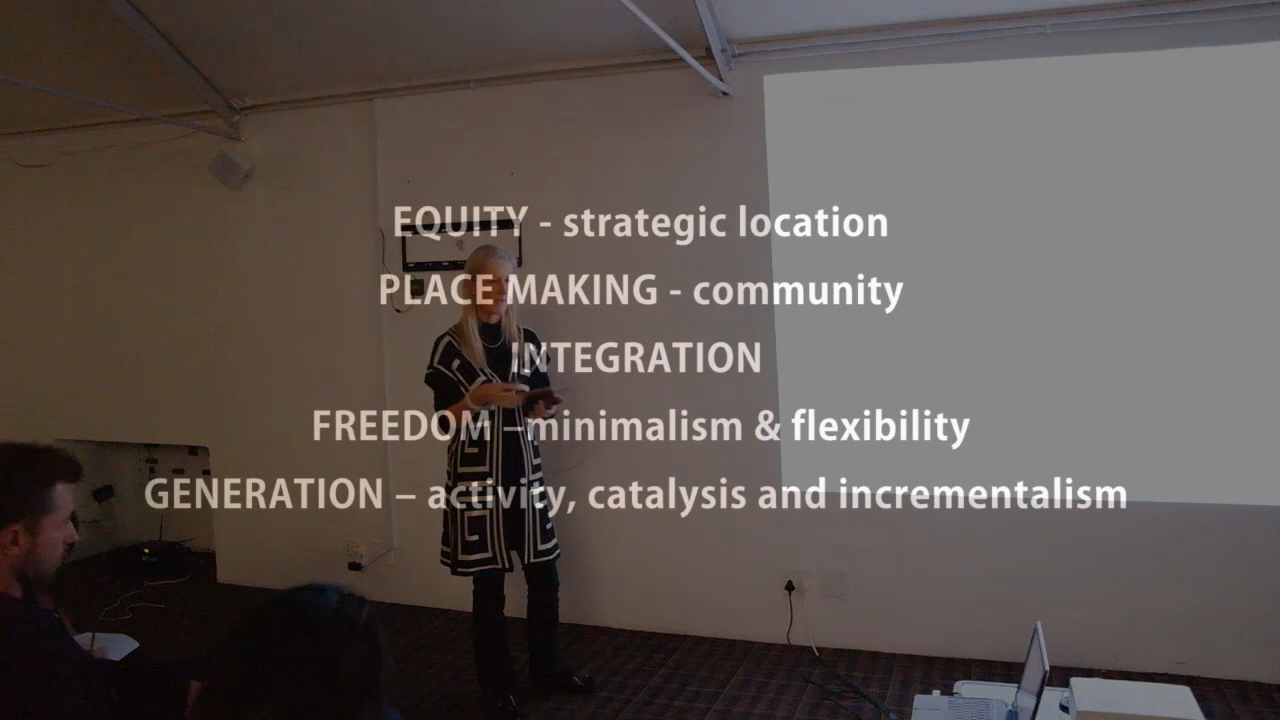 EQUITY - strategic location
PLACE MAKING - community
INTEGRATION
FREEDOM –minimalism & flexibility
GENERATION – activity, catalysis and incrementalism